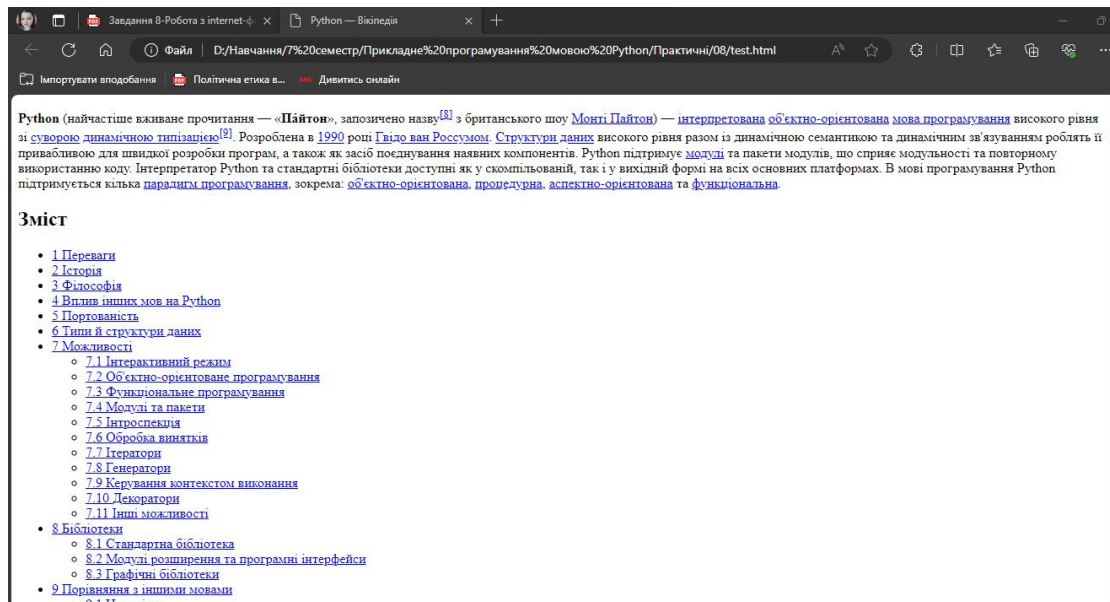 Завдання 8-Робота з internet-ф
Python — Вікіпедія
Файл | D:/Навчання/7%20семестр/Прикладне%20програмування%20мовою%20Python/Практичні/08/test.html
Імпортувати вподобання
Політична етика в...
Дивитись онлайн
Python (найчастіше вживане прочитання — «Па́йтон», запозичено назву[8] з британського шоу Монті Пайтон) — інтерпретована об'єктно-орієнтована мова програмування високого рівня
зі суворою динамічною типізацією[9]. Розроблена в 1990 році Гвідо ван Россумом. Структури даних високого рівня разом із динамічною семантикою та динамічним зв'язуванням роблять її
привабливою для швидкої розробки програм, а також як засіб поєднування наявних компонентів. Python підтримує модулі та пакети модулів, що сприяє модульності та повторному
використанню коду. Інтерпретатор Python та стандартні бібліотеки доступні як у скомпільованій, так і у вихідній формі на всіх основних платформах. В мові програмування Python
підтримується кілька парадигм програмування, зокрема: об'єктно-орієнтована, процедурна, аспектно-орієнтована та функціональна.
Зміст
1 Переваги
2 Історія
3 Філософія
4 Вплив інших мов на Python
5 Портованість
6 Типи й структури даних
7 Можливості
7.1 Інтерактивний режим
7.2 Об'єктно-орієнтоване програмування
7.3 Функціональне програмування
7.4 Модулі та пакети
7.5 Інтроспекція
7.6 Обробка винятків
7.7 Ітератори
7.8 Генератори
7.9 Керування контекстом виконання
7.10 Декоратори
7.11 Інші можливості
8 Бібліотеки
8.1 Стандартна бібліотека
8.2 Модулі розширення та програмні інтерфейси
8.3 Графічні бібліотеки
9 Порівняння з іншими мовами